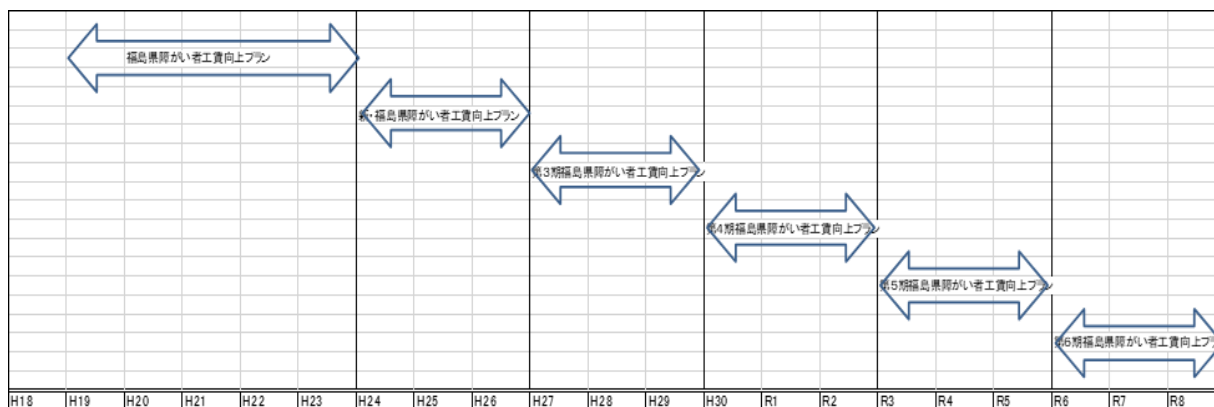 福島県障がい者工賃向上プラン
新・福島県障がい者工賃向上プラン
第3期福島県障がい者工賃向上プラン
第4期福島県障がい者工賃向上プラン
第5期福島県障がい者工賃向上プラン
第6期福島県障がい者工賃向上プラ
H18 H19 H20 H21 H22 H23 H24 H25 H26 H27 H28 H29 H30 R1 R2 R3 R4 R5 R6 R7 R8